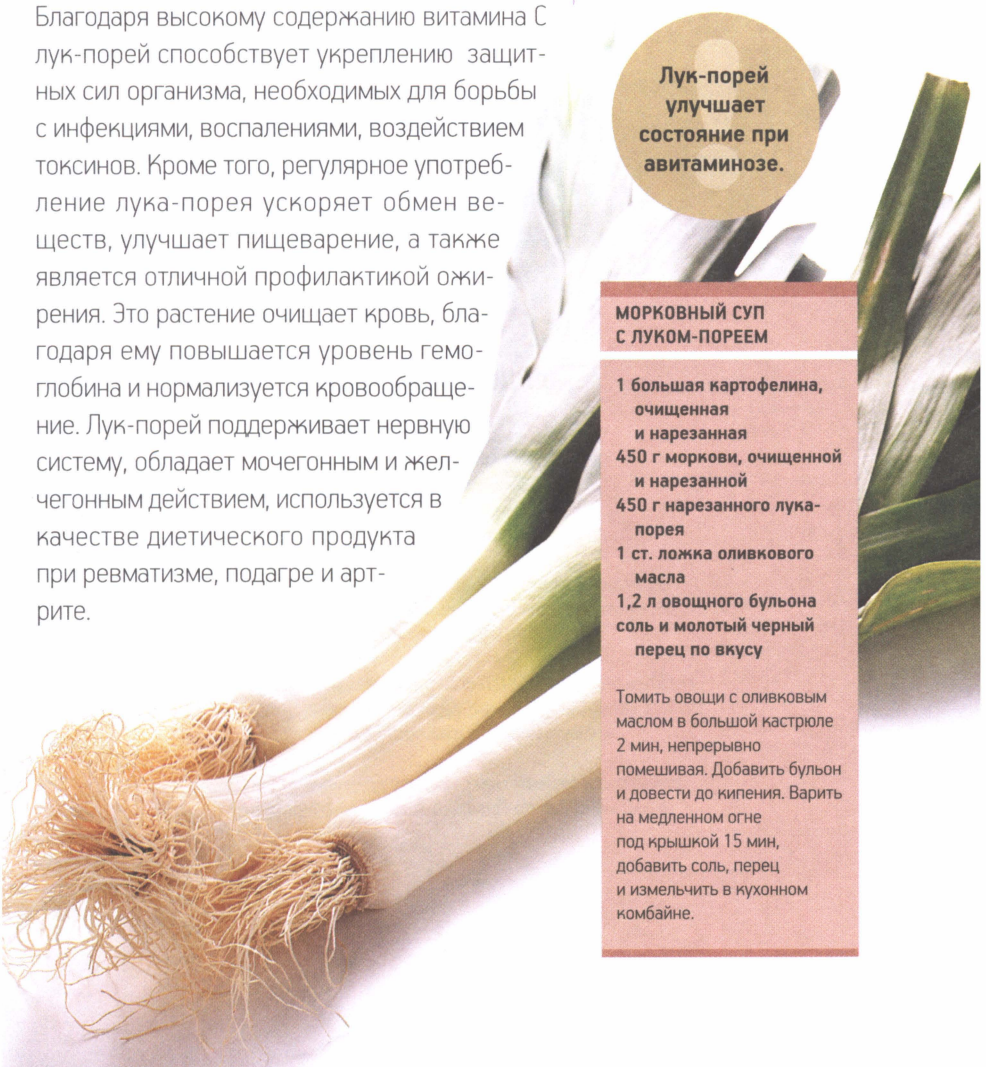 Благодаря высокому содержанию витамина С
лук-порей способствует укреплению защит-
ных сил организма, необходимых для борьбы
с инфекциями, воспалениями, воздействием
токсинов. Кроме того, регулярное употреб-
ление лука-порея ускоряет обмен ве-
ществ, улучшает пищеварение, а также
является отличной профилактикой ожи-
рения. Это растение очищает кровь, бла-
годаря ему повышается уровень гемо-
глобина и нормализуется кровообраще-
ние. Лук-порей поддерживает нервную
систему, обладает мочегонным и жел-
чегонным действием, используется в
качестве диетического продукта
при ревматизме, подагре и арт-
рите.
Лук-порей
улучшает
состояние при
авитаминозе.
МОРКОВНЫЙ СУП
С ЛУКОМ-ПОРЕЕМ
1 большая картофелина,
очищенная
и нарезанная
450 г моркови, очищенной
и нарезанной
450 г нарезанного лука-
порея
1 ст. ложка оливкового
масла
1,2 л овощного бульона
соль и молотый черный
перец по вкусу
Томить овощи с оливковым
маслом в большой кастрюле
2 мин, непрерывно
помешивая. Добавить бульон
и довести до кипения. Варить
на медленном огне
под крышкой 15 мин,
добавить соль, перец
и измельчить в кухонном
комбайне.